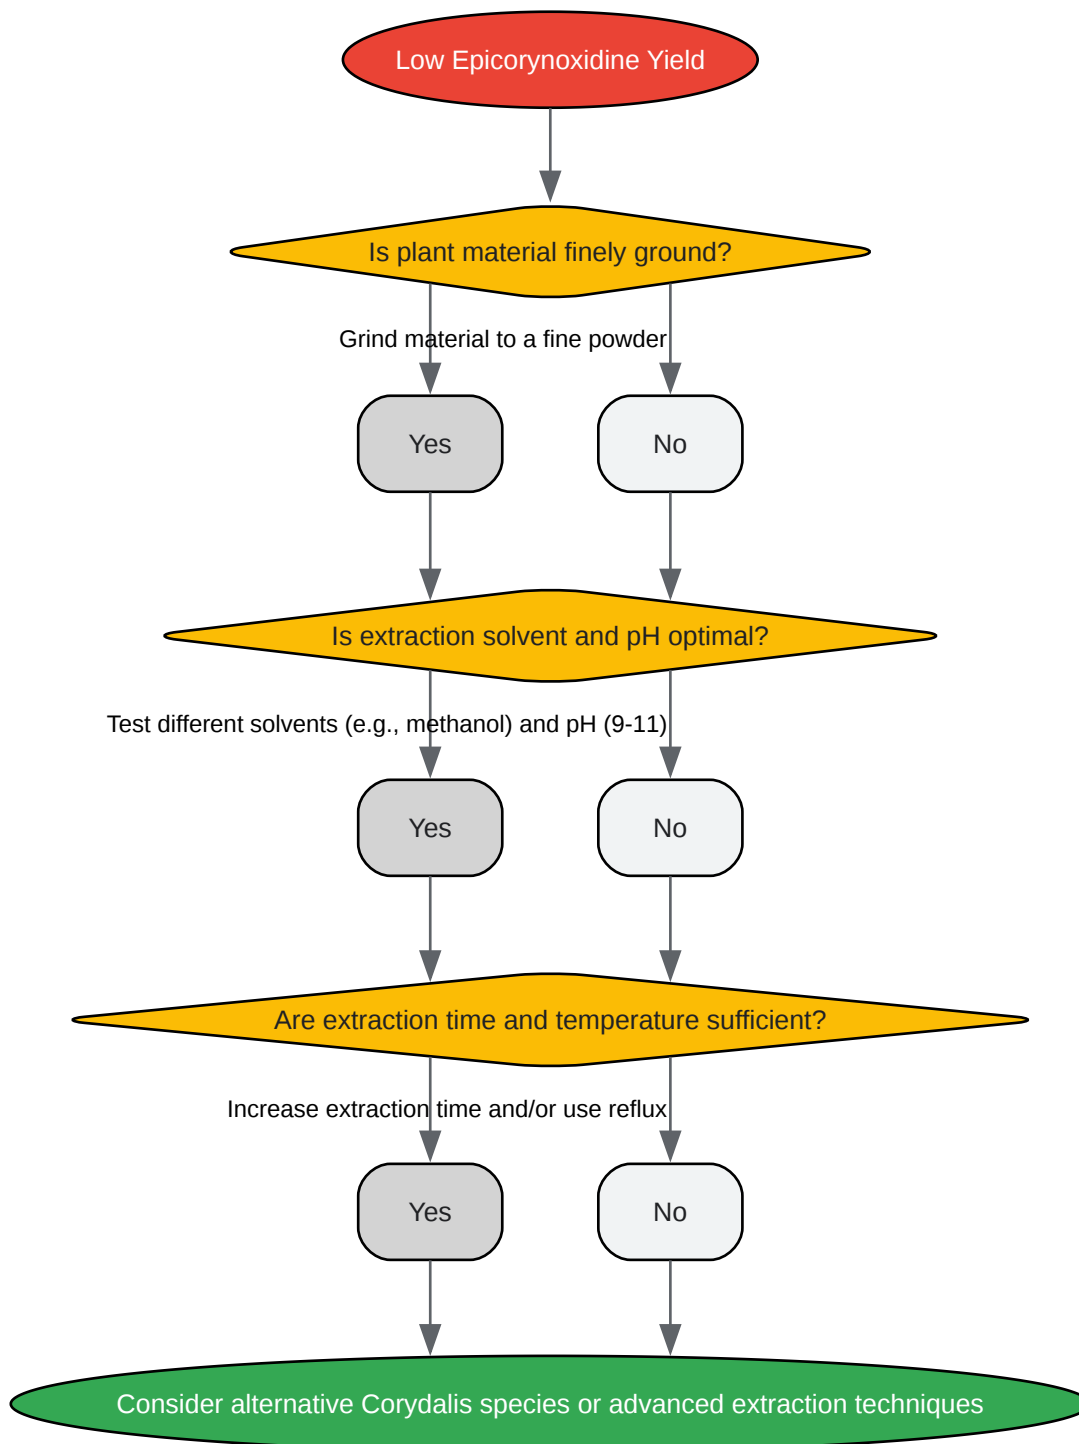 Low Epicorynoxidine Yield
Is plant material finely ground?
Grind material to a fine powder
Yes
No
Is extraction solvent and pH optimal?
Test different solvents (e.g., methanol) and pH (9-11)
Yes
No
Are extraction time and temperature sufficient?
Increase extraction time and/or use reflux
Yes
No
Consider alternative Corydalis species or advanced extraction techniques